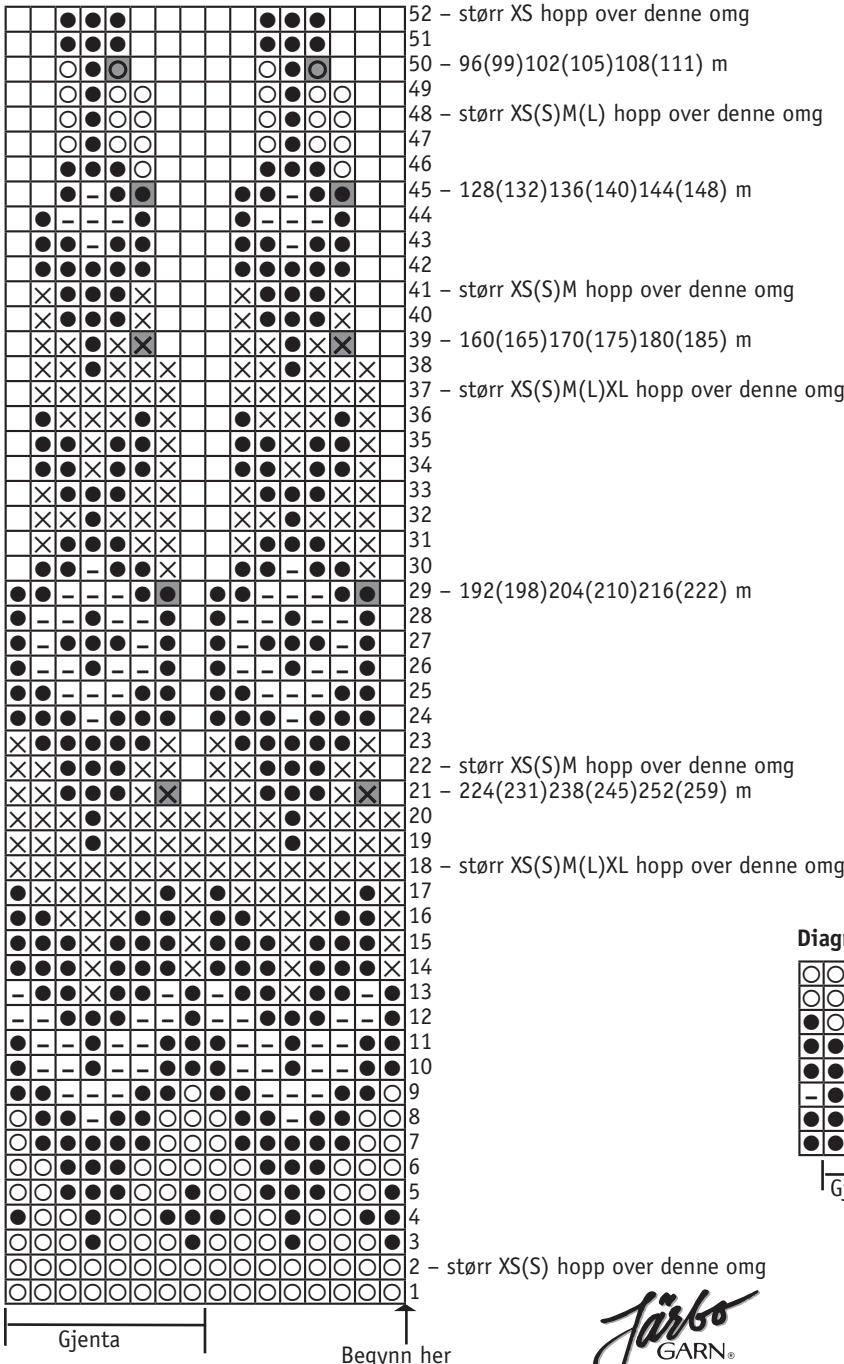 52 – størr XS hopp over denne omg
51
50 – 96(99)102(105)108(111) m
49
48 – størr XS(S)M(L) hopp over denne omg
47
46
45 – 128(132)136(140)144(148) m
44
43
42
41 – størr XS(S)M hopp over denne omg
40
39 – 160(165)170(175)180(185) m
38
37 – størr XS(S)M(L)XL hopp over denne omg
36
35
34
33
32
31
30
29 – 192(198)204(210)216(222) m
28
27
26
25
24
23
22 – størr XS(S)M hopp over denne omg
21 – 224(231)238(245)252(259) m
20
19
18 – størr XS(S)M(L)XL hopp over denne omg
17
16
15
14
13
12
11
10
9
8
7
6
5
4
3
2 – størr XS(S) hopp over denne omg
1
Gjenta
Begynn her
Järbo
GARN®